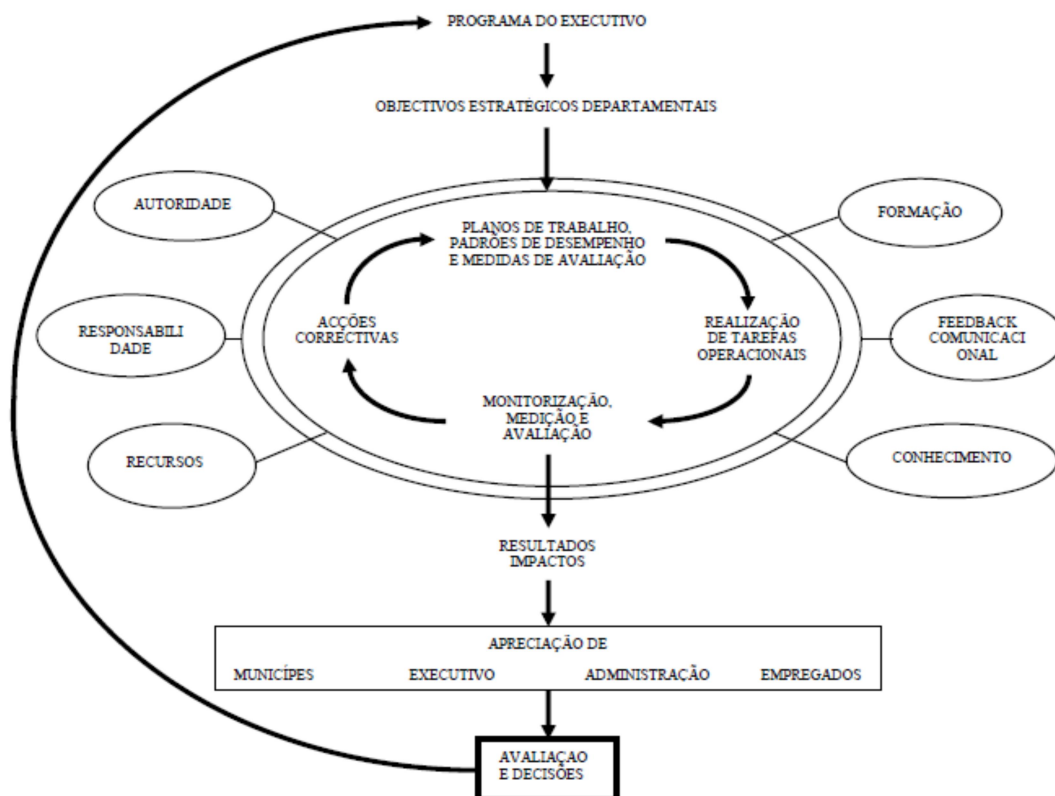 PROGRAMA DO EXECUTIVO
OBJECTIVOS ESTRATÉGICOS DEPARTAMENTAIS
AUTORIDADE
FORMAÇÃO
PLANOS DE TRABALHO,
PADRÕES DE DESEMPENHO
E MEDIDAS DE AVALIAÇÃO
RESPONSABILI
DADE
ACÇÕES
CORRECTIVAS
REALIZAÇÃO
DE TAREFAS
OPERACIONAIS
FEEDBACK
COMUNICACI
ONAL
MONITORIZAÇÃO,
MEDIÇÃO E
AVALIAÇÃO
RECURSOS
CONHECIMENTO
RESULTADOS
IMPACTOS
APRECIAÇÃO DE
MUNICÍPES EXECUTIVO ADMINISTRAÇÃO EMPREGADOS
AVALIAÇAO
E DECISÕES